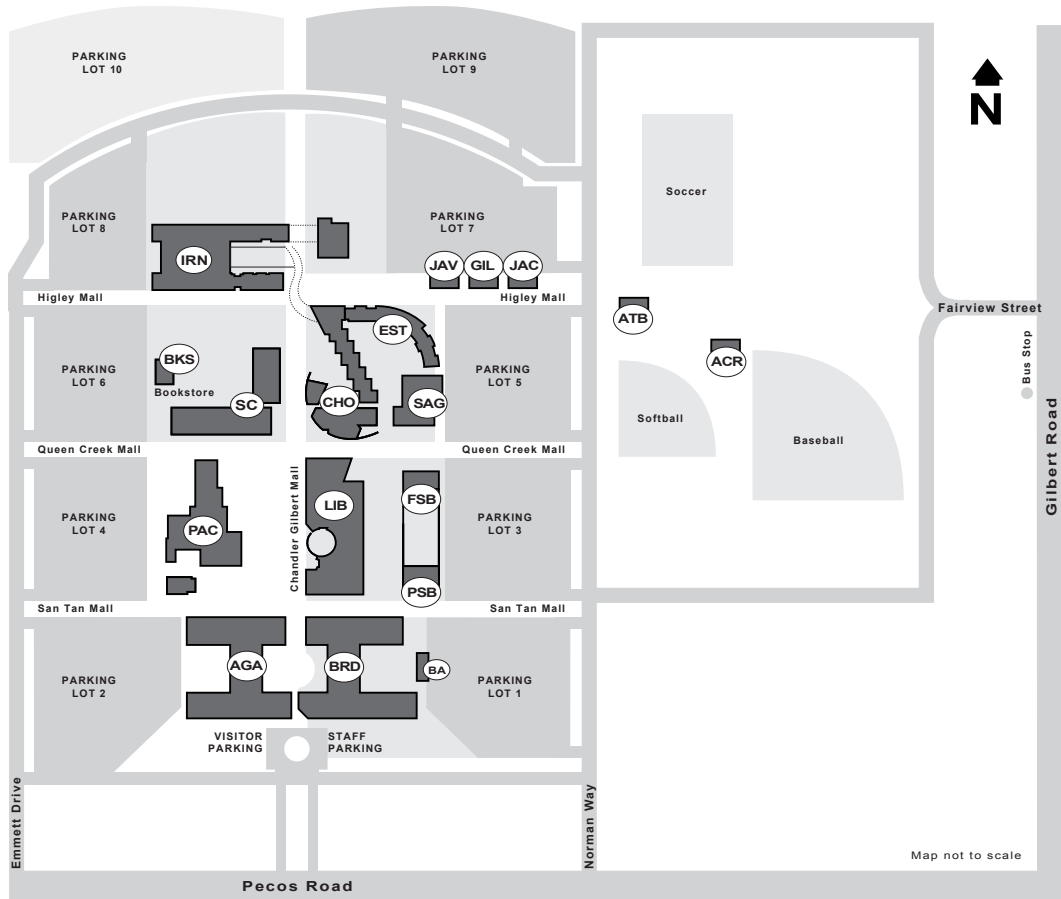 PARKING
LOT 10
PARKING
LOT 9
N
Soccer
PARKING
LOT 8
PARKING
LOT 7
IRN
JAV
GIL
JAC
Higley Mall
Higley Mall
Fairview Street
ATB
EST
ACR
BKS
Bus Stop
PARKING
LOT 6
PARKING
LOT 5
Bookstore
SC
CHO
SAG
Softball
Baseball
Gilbert Road
Queen Creek Mall
Queen Creek Mall
Chandler Gilbert Mall
LIB
FSB
PARKING
LOT 4
PAC
PARKING
LOT 3
PSB
San Tan Mall
San Tan Mall
AGA
BRD
BA
PARKING
LOT 2
PARKING
LOT 1
VISITOR
PARKING
STAFF
PARKING
Emmett Drive
Norman Way
Map not to scale
Pecos Road